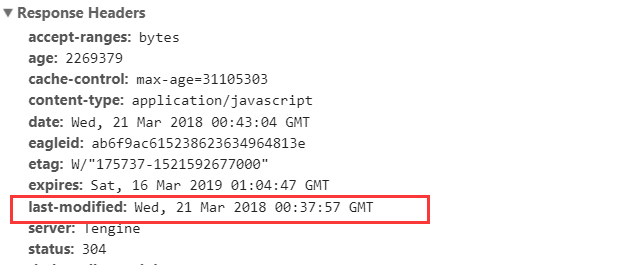 Response Headers
accept-ranges: bytes
age: 2269379
cache-control: max-age=31105303
content-type: application/javascript
date: Wed, 21 Mar 2018 00:43:04 GMT
eagleid: ab6f9ac615238623634964813e
etag: W/"175737-1521592677000"
expires: Sat, 16 Mar 2019 01:04:47 GMT
last-modified: Wed, 21 Mar 2018 00:37:57 GMT
server: Tengine
status: 304